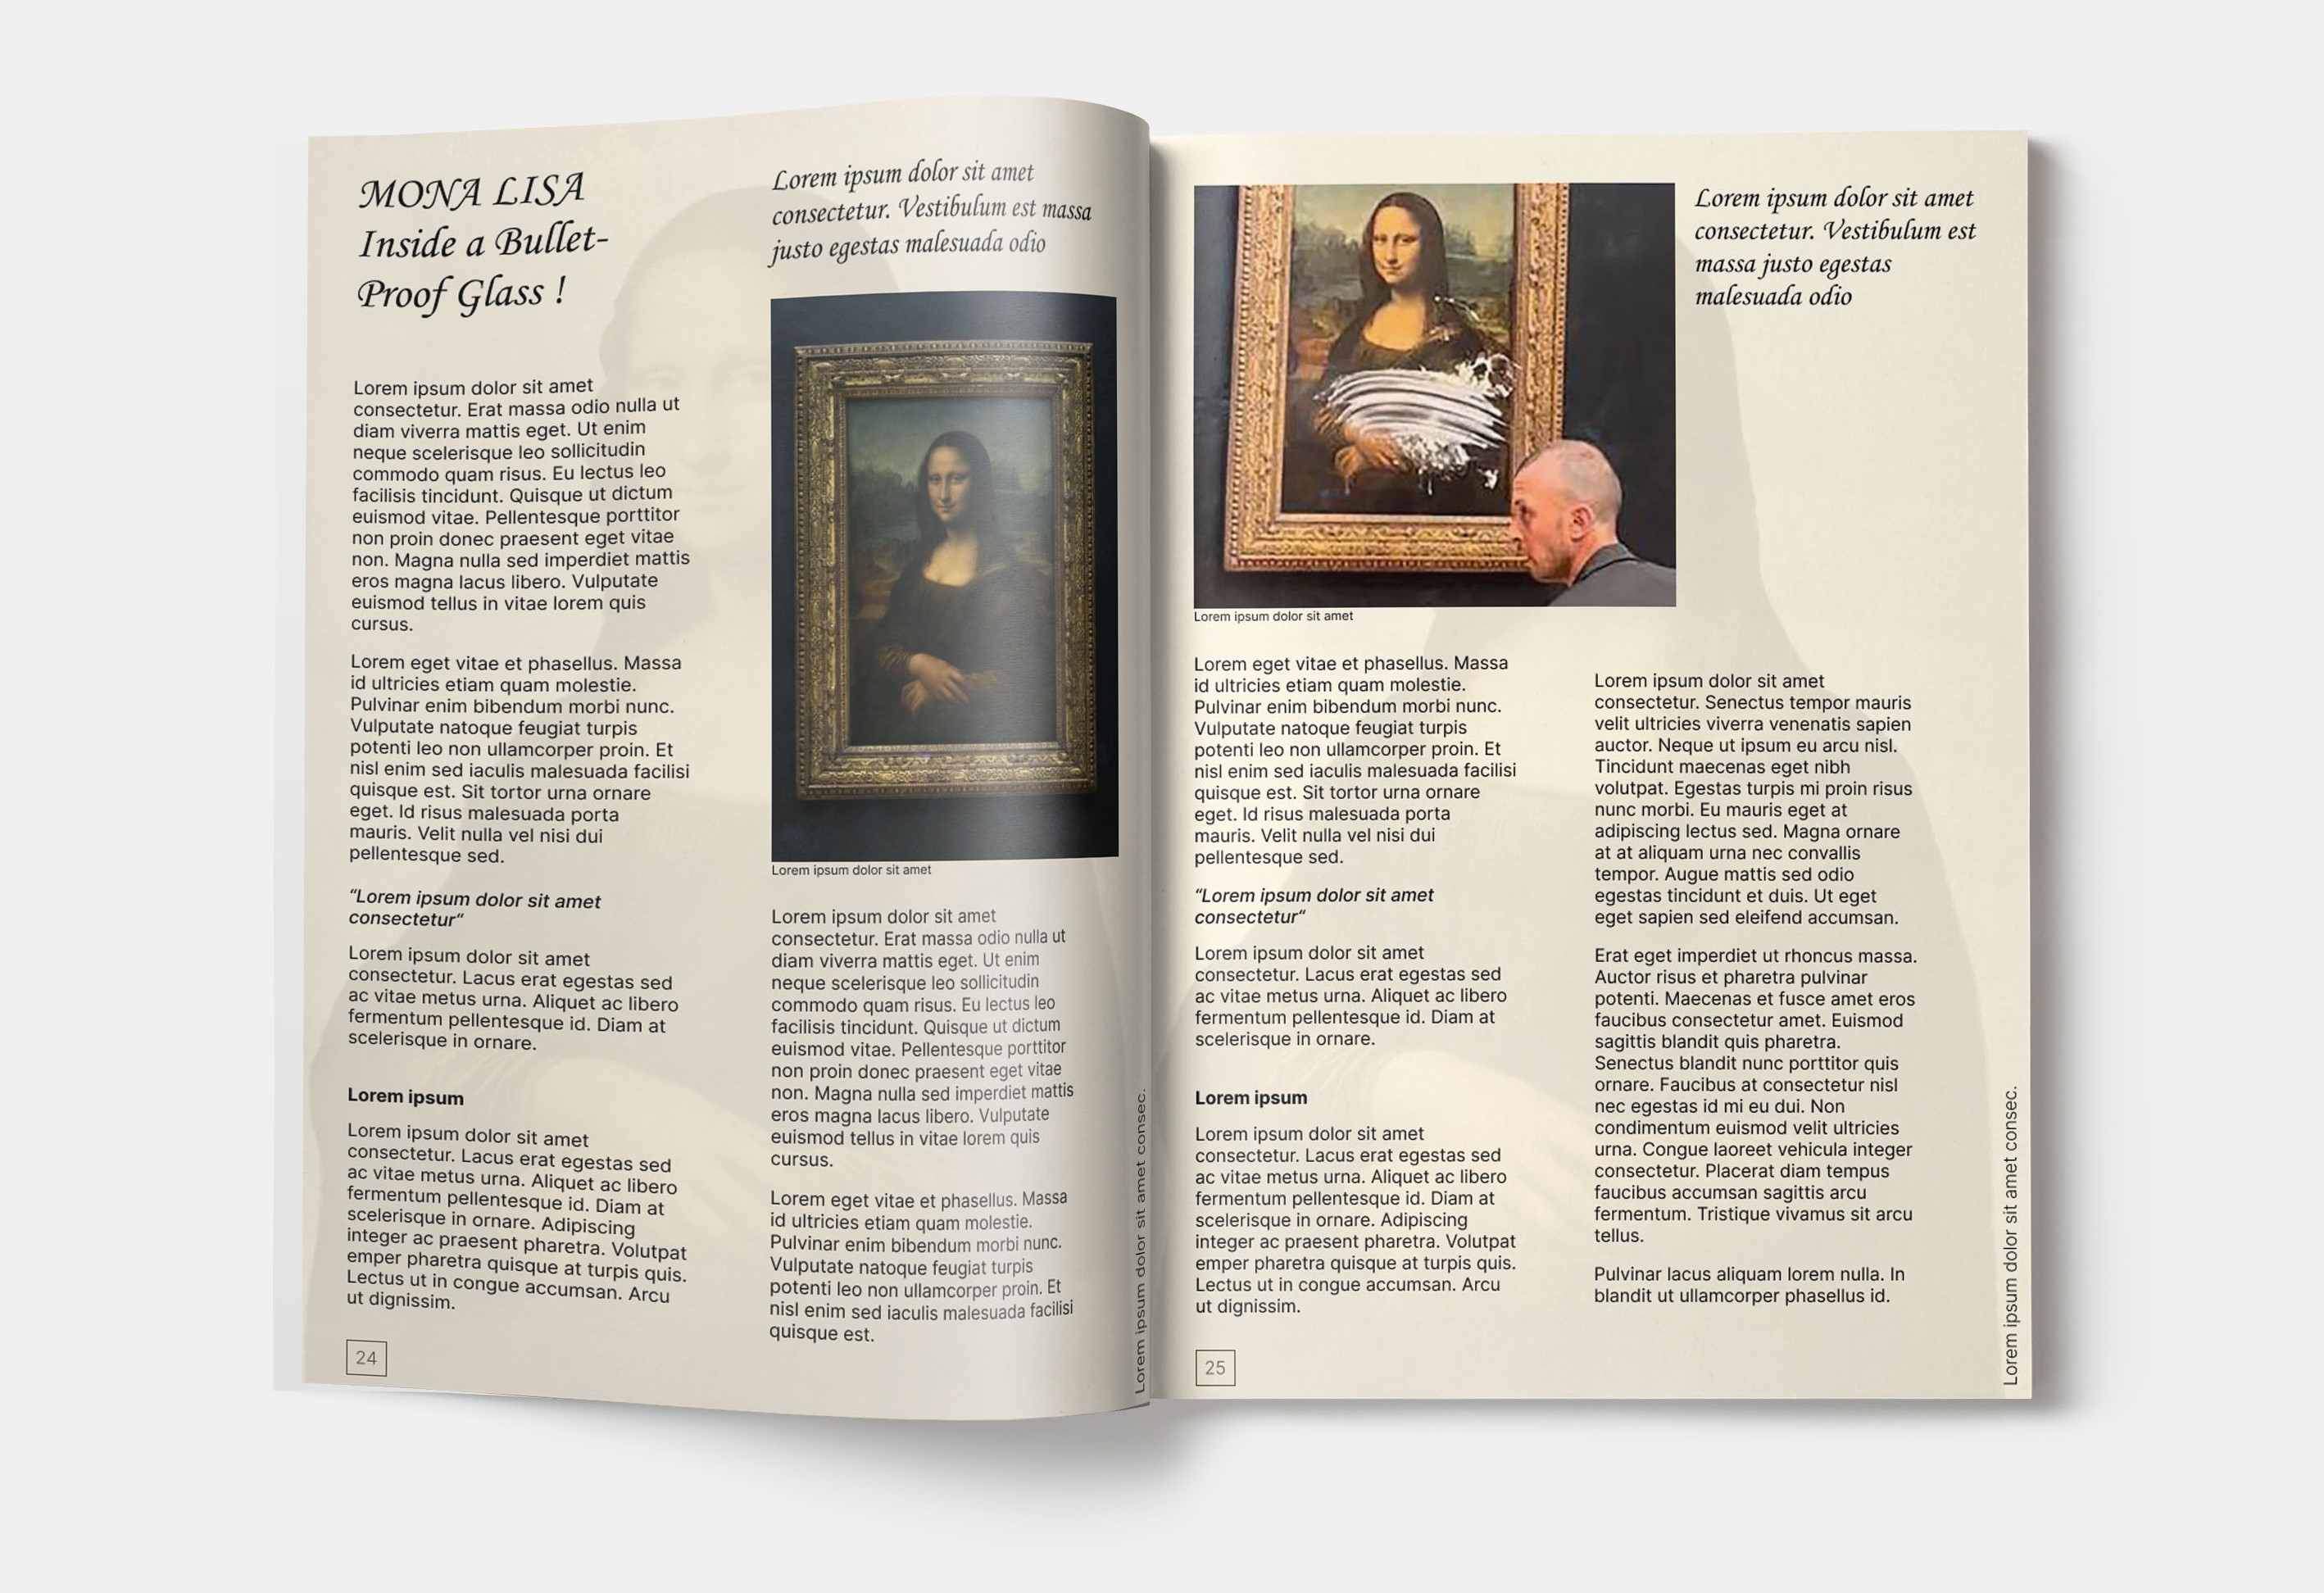 MONA LISA
Inside a Bullet-
Proof Glass !
Lorem ipsum dolor sit amet
consectetur. Erat massa odio nulla ut
diam viverra mattis eget. Ut enim
neque scelerisque leo sollicitudin
commodo quam risus. Eu lectus leo
facilisis tincidunt. Quisque ut dictum
euismod vitae. Pellentesque porttitor
non proin donec praesent eget vitae
non. Magna nulla sed imperdiet mattis
eros magna lacus libero. Vulputate
euismod tellus in vitae lorem quis
cursus.
Lorem eget vitae et phasellus. Massa
id ultricies etiam quam molestie.
Pulvinar enim bibendum morbi nunc.
Vulputate natoque feugiat turpis
potenti leo non ullamcorper proin. Et
nisl enim sed iaculis malesuada facilisi
quisque est. Sit tortor urna ornare
eget. Id risus malesuada porta
mauris. Velit nulla vel nisi dui
pellentesque sed.
“Lorem ipsum dolor sit amet
consectetur“
Lorem ipsum dolor sit amet
consectetur. Lacus erat egestas sed
ac vitae metus urna. Aliquet ac libero
fermentum pellentesque id. Diam at
scelerisque in ornare.
Lorem ipsum
Lorem ipsum dolor sit amet
consectetur. Lacus erat egestas sed
ac vitae metus urna. Aliquet ac libero
fermentum pellentesque id. Diam at
scelerisque in ornare. Adipiscing
integer ac praesent pharetra. Volutpat
emper pharetra quisque at turpis quis.
Lectus ut in congue accumsan. Arcu
ut dignissim.
24
Lorem ipsum dolor sit amet
consectetur. Vestibulum est massa
justo egestas malesuada odio
Lorem ipsum dolor sit amet
Lorem ipsum dolor sit amet
consectetur. Erat massa odio nulla ut
diam viverra mattis eget. Ut enim
neque scelerisque leo sollicitudin
commodo quam risus. Eu lectus leo
facilisis tincidunt. Quisque ut dictum
euismod vitae. Pellentesque porttitor
non proin donec praesent eget vitae
non. Magna nulla sed imperdiet mattis
eros magna lacus libero. Vulputate
euismod tellus in vitae lorem quis
cursus.
Lorem eget vitae et phasellus. Massa
id ultricies etiam quam molestie.
Pulvinar enim bibendum morbi nunc.
Vulputate natoque feugiat turpis
potenti leo non ullamcorper proin. Et
nisl enim sed iaculis malesuada facilisi
quisque est.
Lorem ipsum dolor sit amet consec.
Lorem ipsum dolor sit amet
consectetur. Vestibulum est
massa justo egestas
malesuada odio
Lorem ipsum dolor sit amet
Lorem eget vitae et phasellus. Massa
id ultricies etiam quam molestie.
Pulvinar enim bibendum morbi nunc.
Vulputate natoque feugiat turpis
potenti leo non ullamcorper proin. Et
nisl enim sed iaculis malesuada facilisi
quisque est. Sit tortor urna ornare
eget. Id risus malesuada porta
mauris. Velit nulla vel nisi dui
pellentesque sed.
“Lorem ipsum dolor sit amet
consectetur“
Lorem ipsum dolor sit amet
consectetur. Lacus erat egestas sed
ac vitae metus urna. Aliquet ac libero
fermentum pellentesque id. Diam at
scelerisque in ornare.
Lorem ipsum
Lorem ipsum dolor sit amet
consectetur. Lacus erat egestas sed
ac vitae metus urna. Aliquet ac libero
fermentum pellentesque id. Diam at
scelerisque in ornare. Adipiscing
integer ac praesent pharetra. Volutpat
emper pharetra quisque at turpis quis.
Lectus ut in congue accumsan. Arcu
ut dignissim.
25
Lorem ipsum dolor sit amet
consectetur. Senectus tempor mauris
velit ultricies viverra venenatis sapien
auctor. Neque ut ipsum eu arcu nisl.
Tincidunt maecenas eget nibh
volutpat. Egestas turpis mi proin risus
nunc morbi. Eu mauris eget at
adipiscing lectus sed. Magna ornare
at at aliquam urna nec convallis
tempor. Augue mattis sed odio
egestas tincidunt et duis. Ut eget
eget sapien sed eleifend accumsan.
Erat eget imperdiet ut rhoncus massa.
Auctor risus et pharetra pulvinar
potenti. Maecenas et fusce amet eros
faucibus consectetur amet. Euismod
sagittis blandit quis pharetra.
Senectus blandit nunc porttitor quis
ornare. Faucibus at consectetur nisl
nec egestas id mi eu dui. Non
condimentum euismod velit ultricies
urna. Congue laoreet vehicula integer
consectetur. Placerat diam tempus
faucibus accumsan sagittis arcu
fermentum. Tristique vivamus sit arcu
tellus.
Pulvinar lacus aliquam lorem nulla. In
blandit ut ullamcorper phasellus id.
Lorem ipsum dolor sit amet consec.